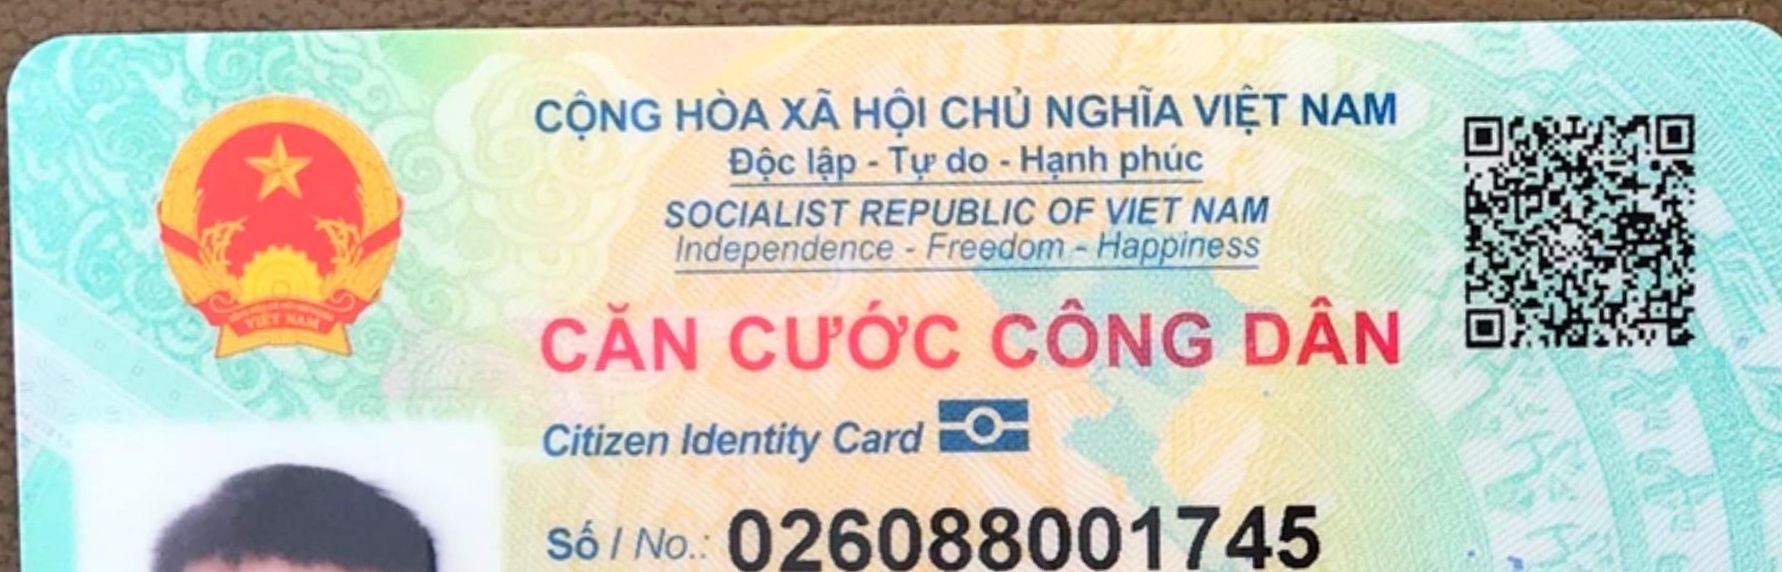 CỘNG HÒA XÃ HỘI CHỦ NGHĨA VIỆT NAM
Độc lập - Tự do - Hạnh phúc
SOCIALIST REPUBLIC OF VIET NAM
Independence - Freedom - Happiness
VIỆT NAM
CĂN CƯỚC CÔNG DÂN
Citizen Identity Card
Số / No.: 026088001745